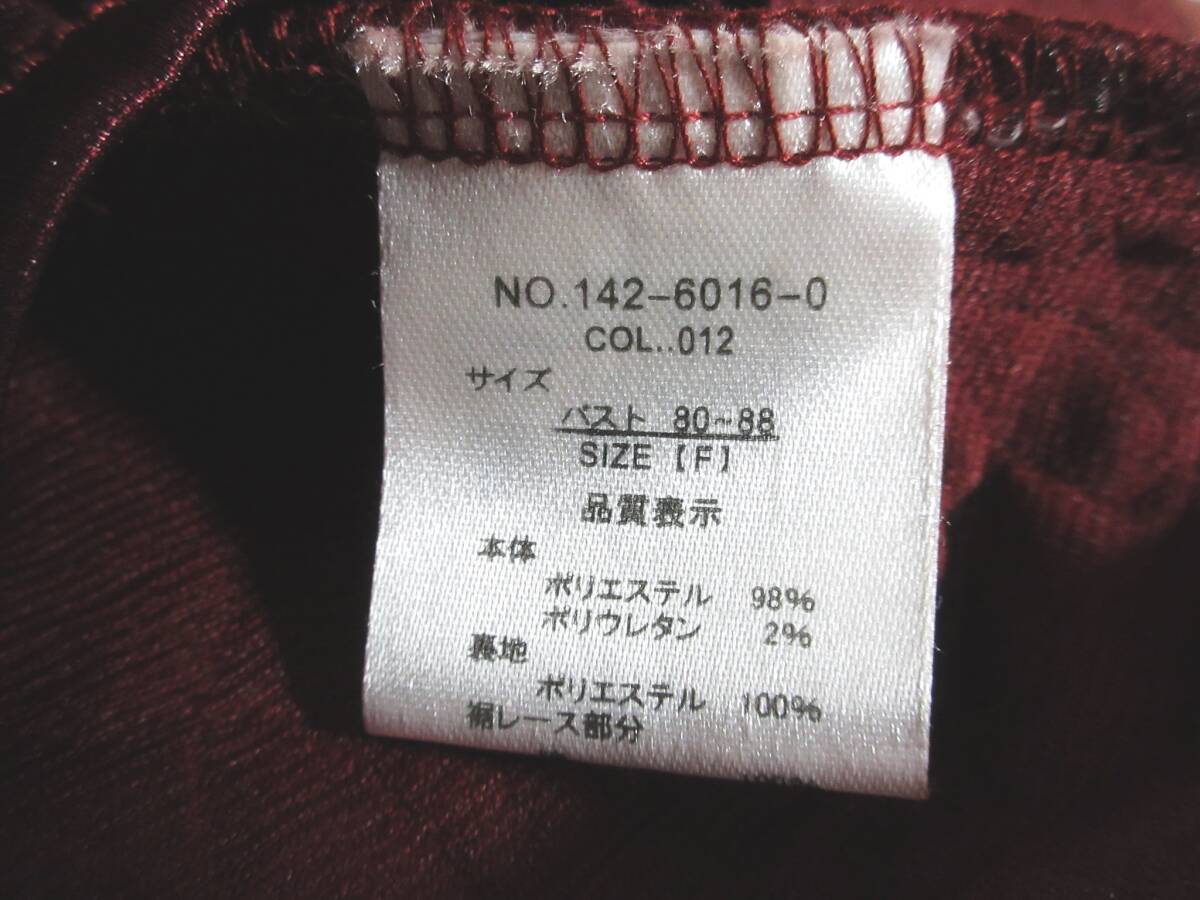 NO.142-6016-0
COL..012
サイズ
バスト 80~88
SIZE [F]
品質表示
本体
ポリエステル 98%
ポリウレタン 2%
裏地
ポリエステル 100%
裾レース部分